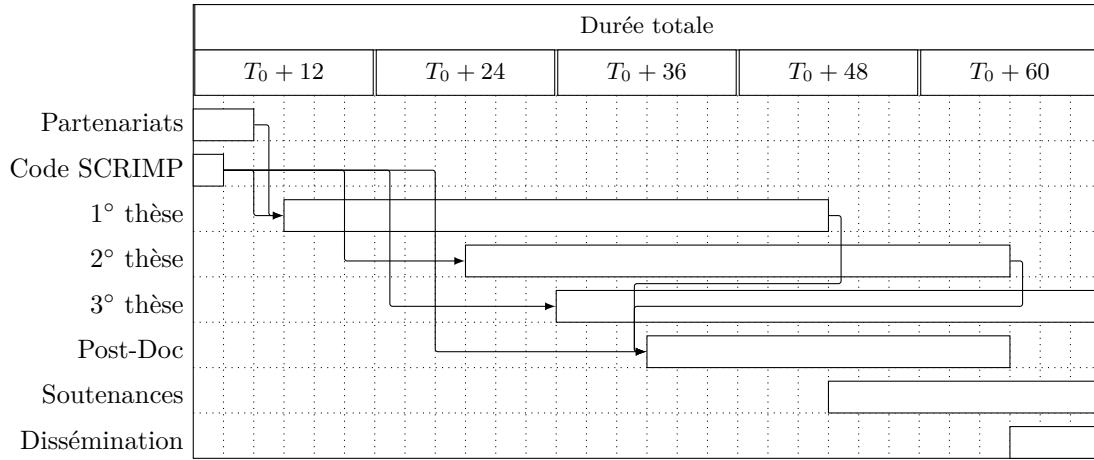 Durée totale
T₀ + 12 T₀ + 24 T₀ + 36 T₀ + 48 T₀ + 60
Partenariats
Code SCRIMP
1° thèse
2° thèse
3° thèse
Post-Doc
Soutenances
Dissémination